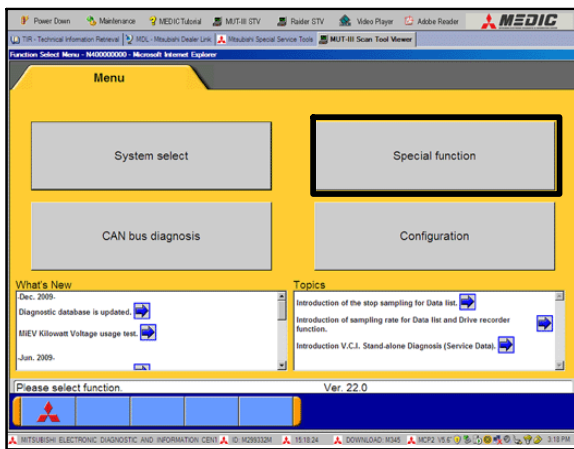 Power Down Maintenance MEDIC Tutorial MUT-III STV Raider STV Video Player Adobe Reader MEDIC
TIR - Technical Information Retrieval MDL - Mitsubishi Dealer Link Mitsubishi Special Service Tools MUT-III Scan Tool Viewer
Function Select Menu - N400000000 - Microsoft Internet Explorer
Menu
System select
Special function
CAN bus diagnosis
Configuration
What's New
Topics
-Dec. 2009-
Diagnostic database is updated.
MiEV Kilowatt Voltage usage test.
-Jun. 2009-
Introduction of the stop sampling for Data list.
Introduction of sampling rate for Data list and Drive recorder
function.
Introduction V.C.I. Stand-alone Diagnosis (Service Data).
Please select function.
Ver. 22.0
MITSUBISHI ELECTRONIC DIAGNOSTIC AND INFORMATION CENT ID: M299332M 15:18:24 DOWNLOAD: M345 MCP2 V5.6 3:18 PM